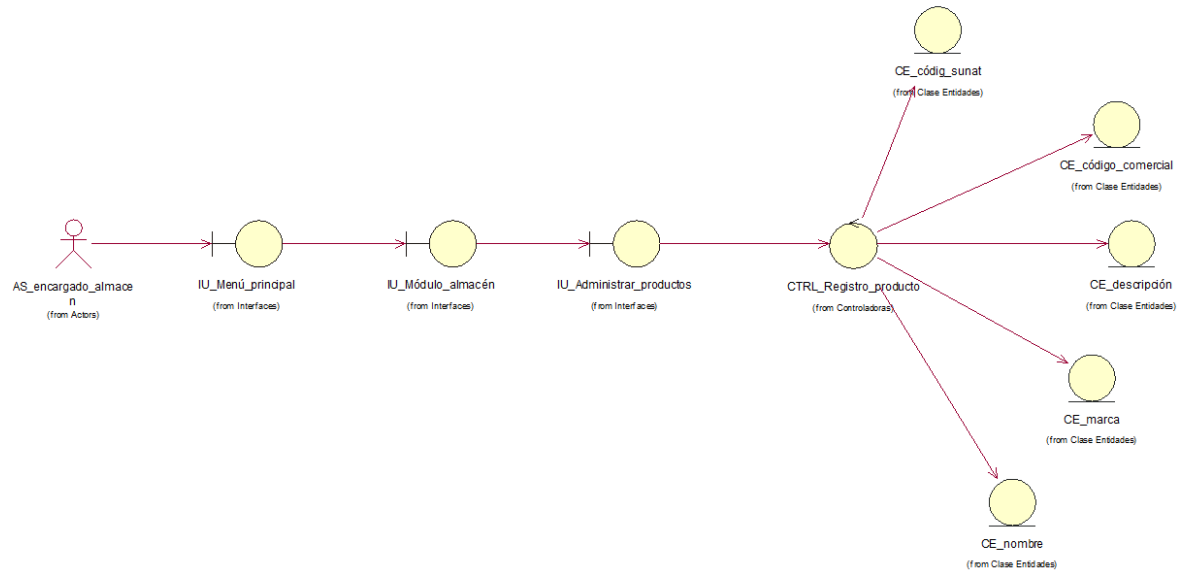 CE_códig_sunat
(from Clase Entidades)
CE_código_comercial
(from Clase Entidades)
AS_encargado_almace
n
(from Actors)
IU_Menú_principal
(from Interfaces)
IU_Módulo_almacén
(from Interfaces)
IU_Administrar_productos
(from Interfaces)
CTRL_Registro_producto
(from Controladoras)
CE_descripción
(from Clase Entidades)
CE_marca
(from Clase Entidades)
CE_nombre
(from Clase Entidades)